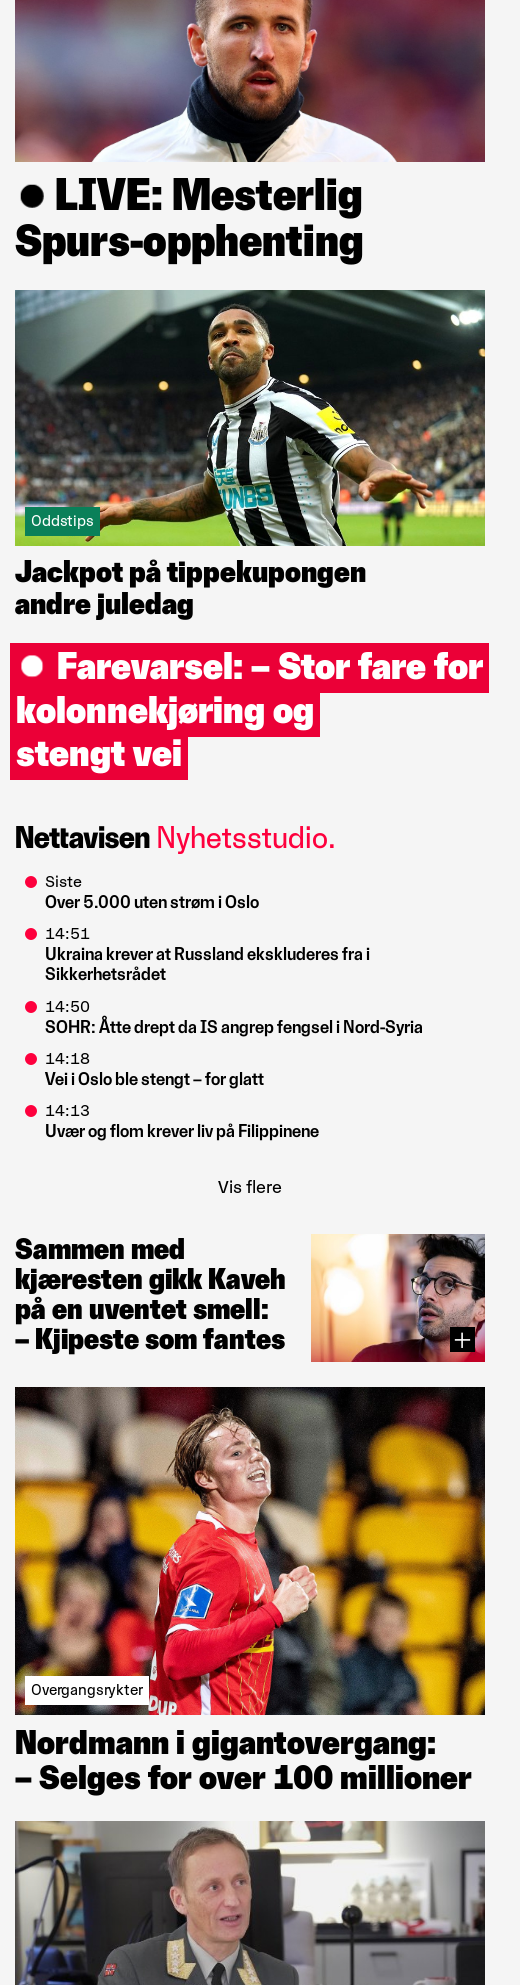 LIVE: Mesterlig
Spurs-opphenting
FUN88
Oddstips
Jackpot på tippekupongen
andre juledag
Farevarsel: – Stor fare for
kolonnekjøring og
stengt vei
Nettavisen Nyhetsstudio.
Siste
Over 5.000 uten strøm i Oslo
14:51
Ukraina krever at Russland ekskluderes fra i
Sikkerhetsrådet
14:50
SOHR: Åtte drept da IS angrep fengsel i Nord-Syria
14:18
Vei i Oslo ble stengt – for glatt
14:13
Uvær og flom krever liv på Filippinene
Vis flere
Sammen med
kjæresten gikk Kaveh
på en uventet smell:
– Kjipeste som fantes
Overgangsrykter
Nordmann i gigantovergang:
– Selges for over 100 millioner